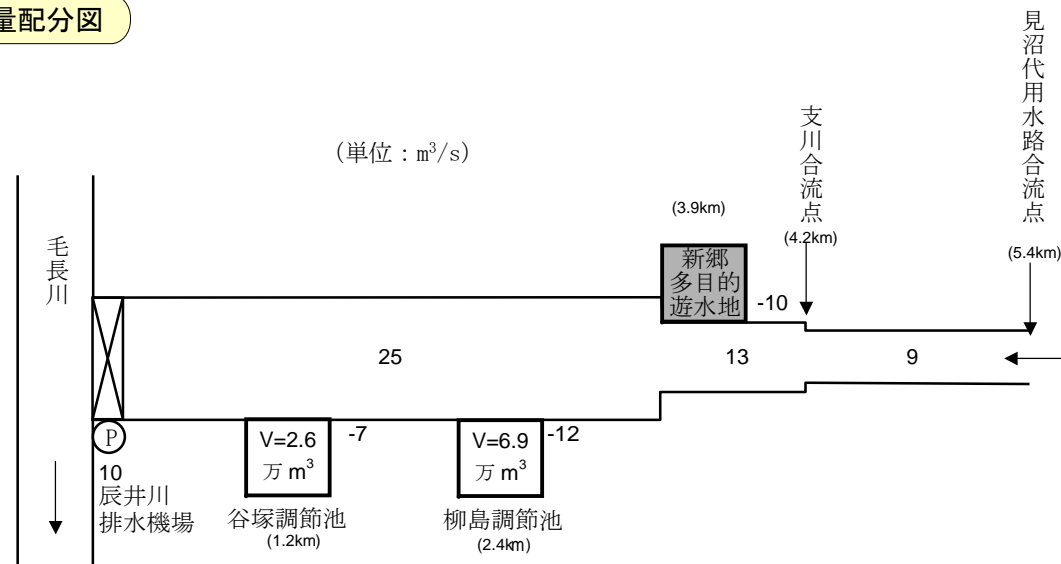 量配分図
(単位:m³/s)
見沼代用水路合流点
(5.4km)
支川合流点
(4.2km)
(3.9km)
新郷
多目的
遊水地
-10
毛長川
25
13
9
P
10
辰井川
排水機場
V=2.6
万 m³
-7
谷塚調節池
(1.2km)
V=6.9
万 m³
-12
柳島調節池
(2.4km)